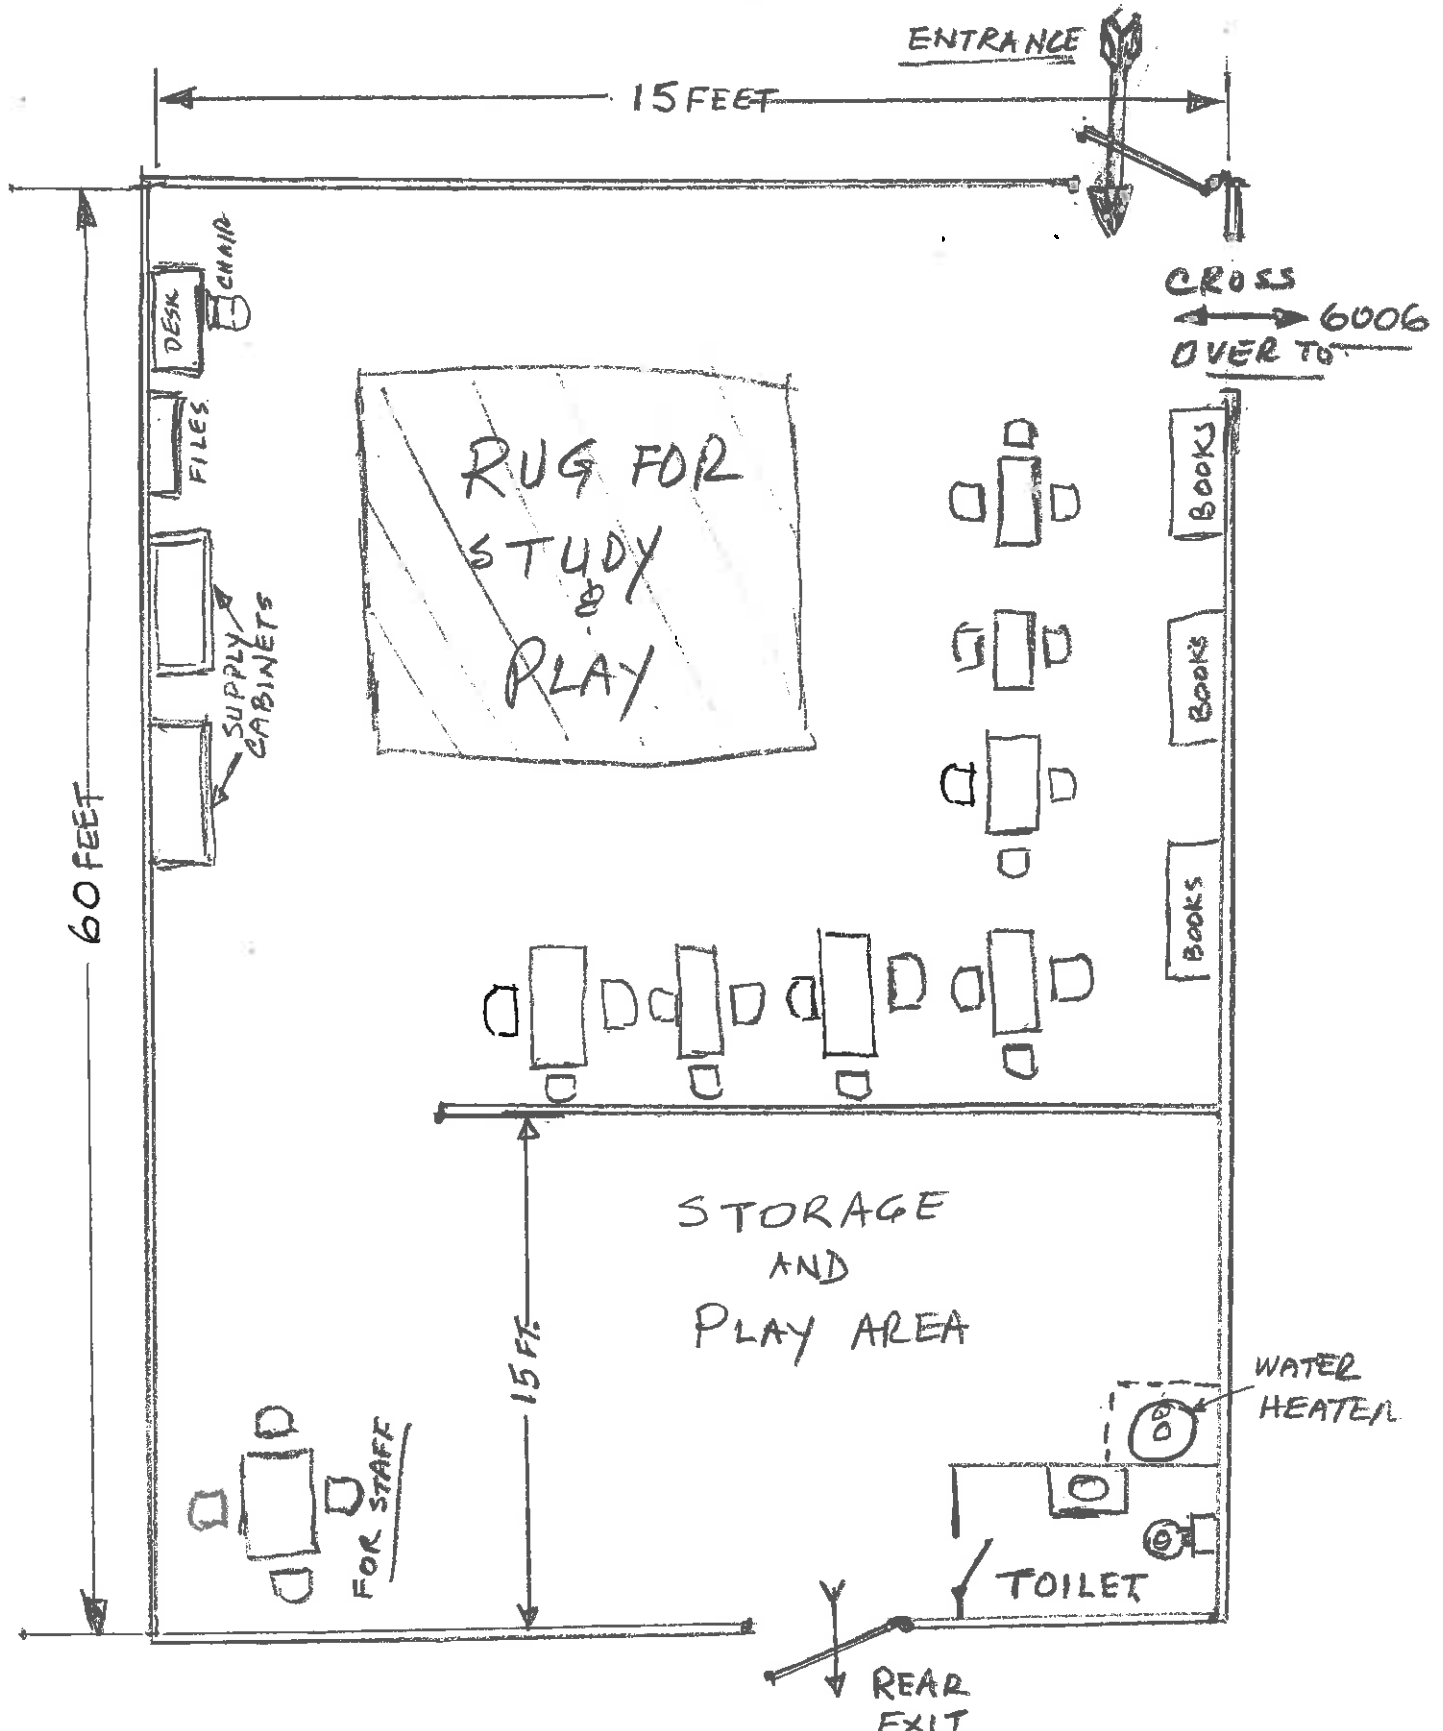 ENTRANCE
15 FEET
CHAIR
DESK
FILES
SUPPLY
CABINETS
60 FEET
RUG FOR
STUDY
&
PLAY
CROSS
6006
OVER TO
BOOKS
BOOKS
BOOKS
STORAGE
AND
PLAY AREA
15 FT.
WATER
HEATER
FOR STAFF
TOILET
REAR
EXIT